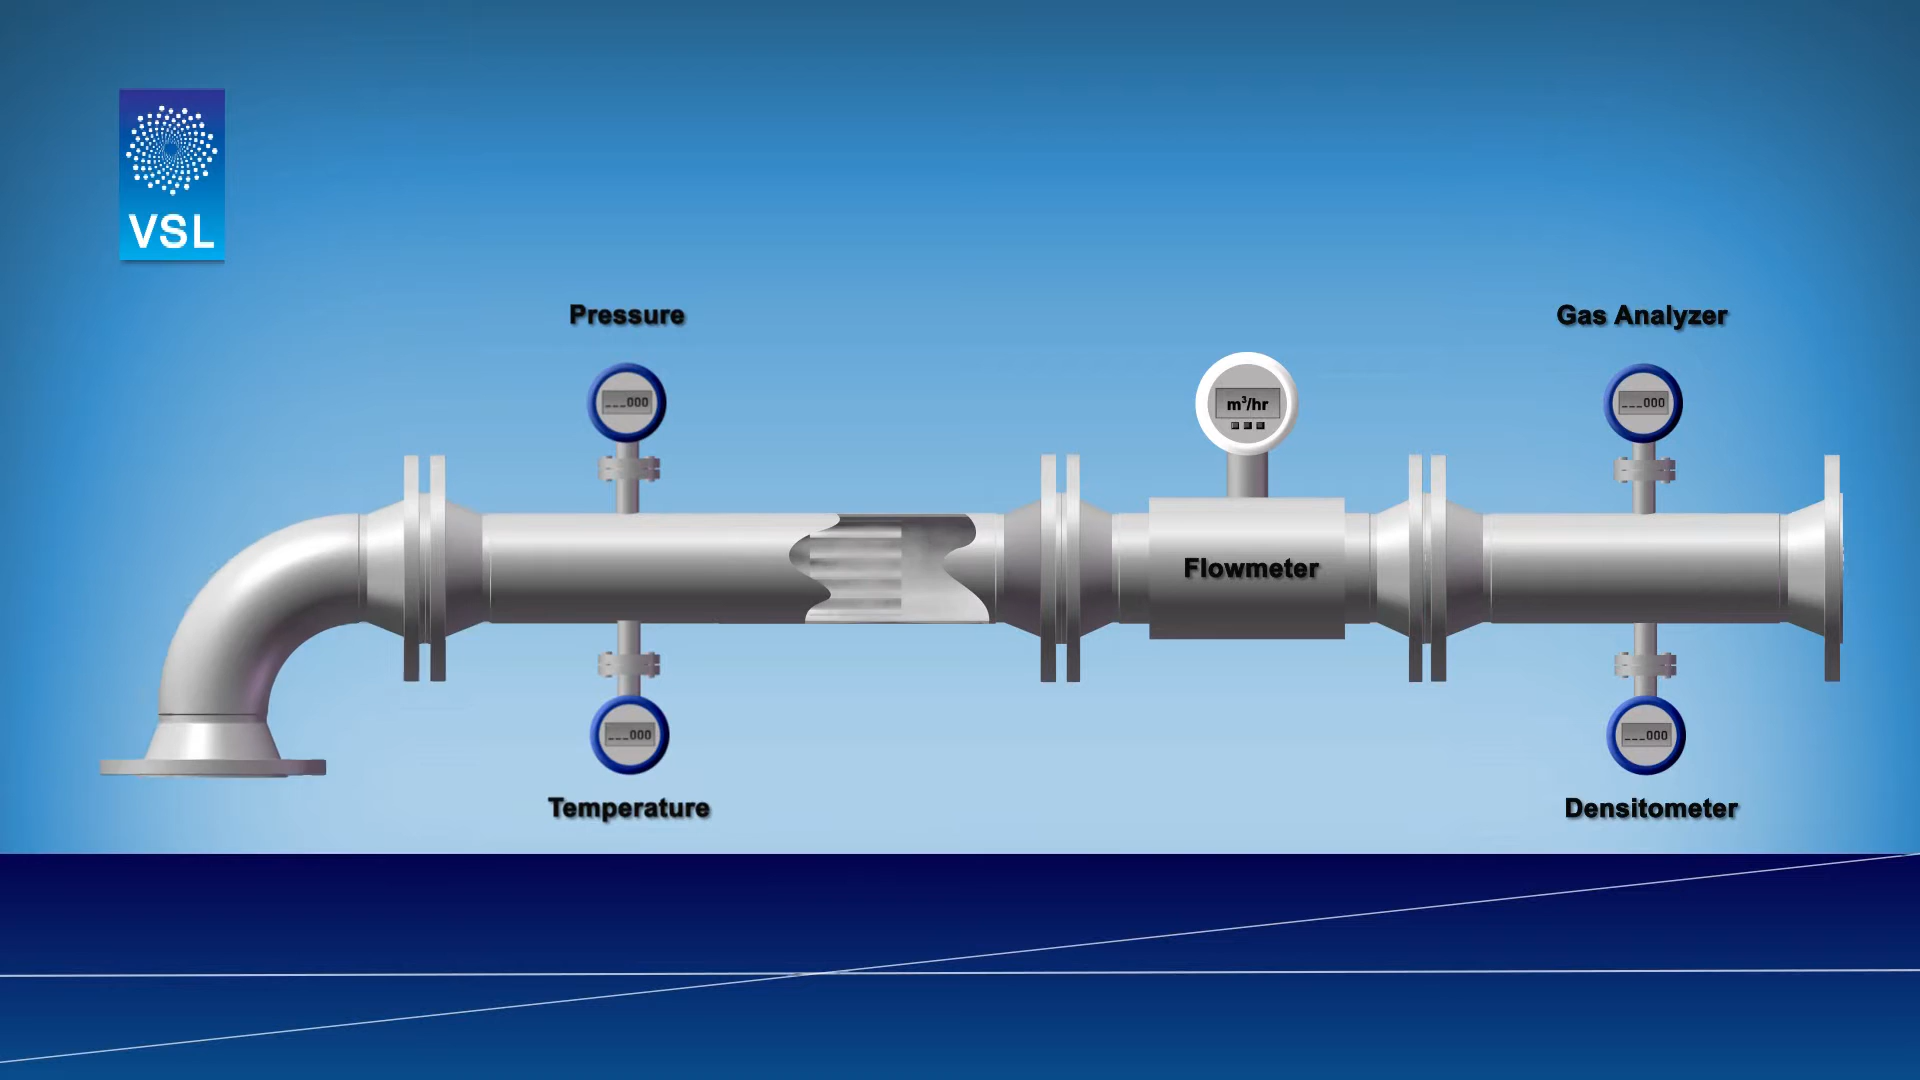 VSL
Pressure
Gas Analyzer
___000
m³/hr
___000
Flowmeter
___000
___000
Temperature
Densitometer